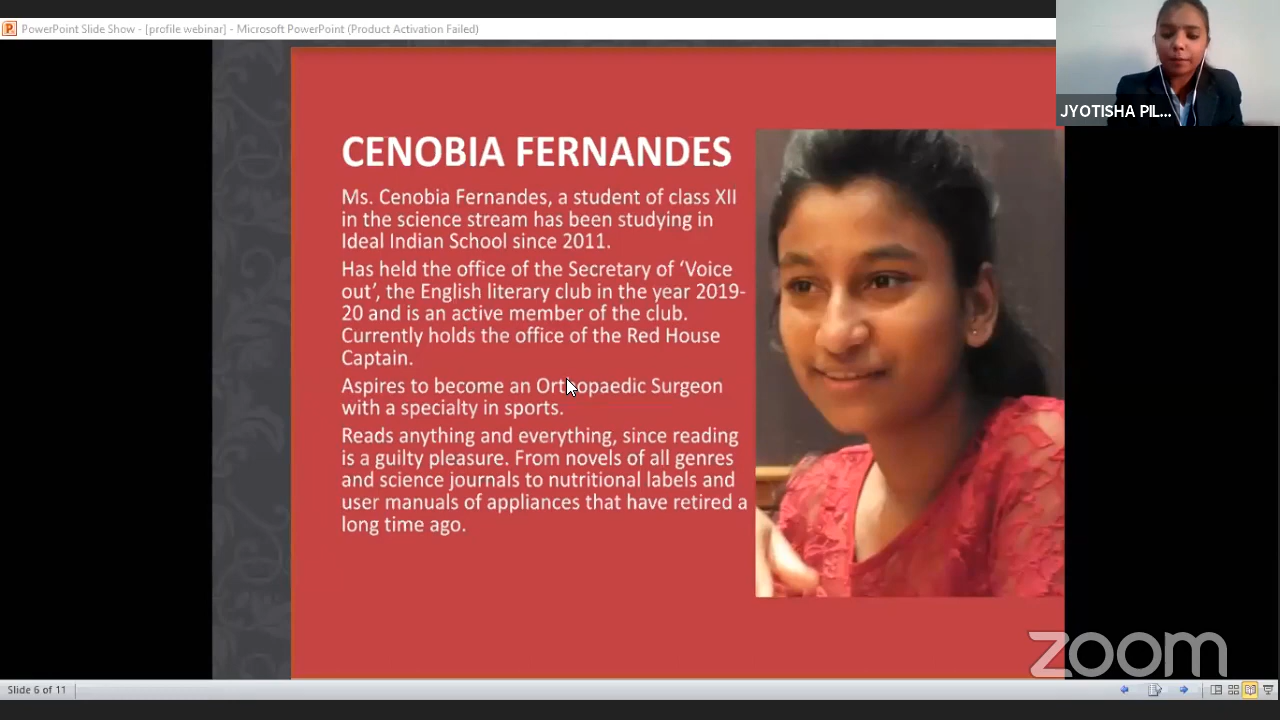 PowerPoint Slide Show - [profile webinar] - Microsoft PowerPoint (Product Activation Failed)
JYOTISHA PIL...
CENOBIA FERNANDES
Ms. Cenobia Fernandes, a student of class XII
in the science stream has been studying in
Ideal Indian School since 2011.
Has held the office of the Secretary of ‘Voice
out’, the English literary club in the year 2019-
20 and is an active member of the club.
Currently holds the office of the Red House
Captain.
Aspires to become an Orthopaedic Surgeon
with a specialty in sports.
Reads anything and everything, since reading
is a guilty pleasure. From novels of all genres
and science journals to nutritional labels and
user manuals of appliances that have retired a
long time ago.
zoom
Slide 6 of 11